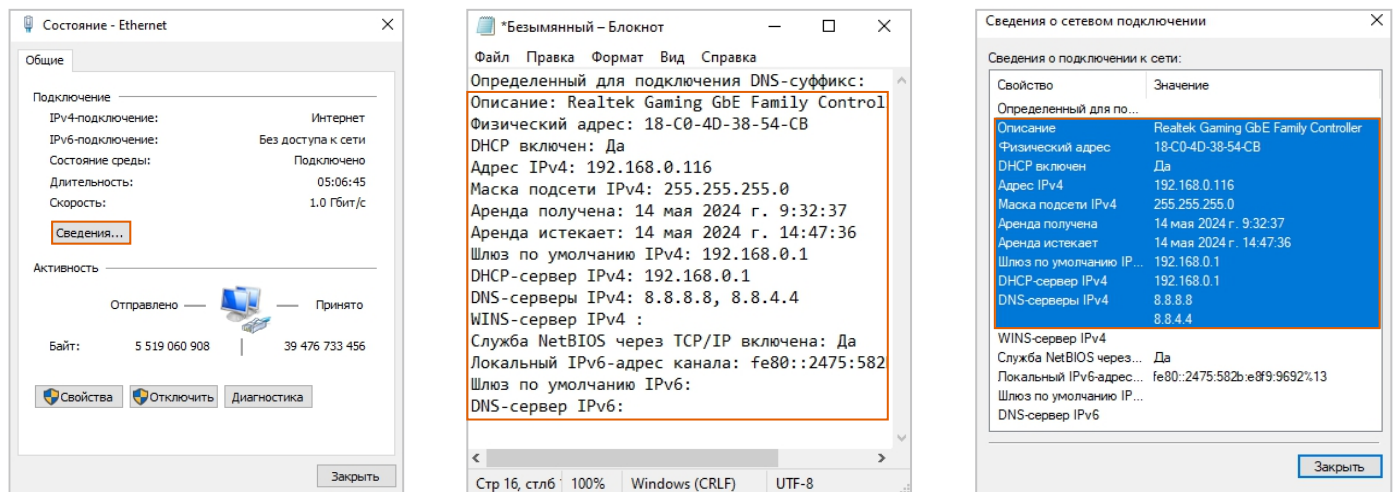 Состояние - Ethernet
Общие
Подключение
IPv4-подключение: Интернет
IPv6-подключение: Без доступа к сети
Состояние среды: Подключено
Длительность: 05:06:45
Скорость: 1.0 Гбит/с
Сведения...
Активность
Отправлено — — Принято
Байт: 5 519 060 908 | 39 476 733 456
Свойства Отключить Диагностика
Закрыть
*Безымянный – Блокнот
Файл Правка Формат Вид Справка
Определенный для подключения DNS-суффикс:
Описание: Realtek Gaming GbE Family Control
Физический адрес: 18-C0-4D-38-54-CB
DHCP включен: Да
Адрес IPv4: 192.168.0.116
Маска подсети IPv4: 255.255.255.0
Аренда получена: 14 мая 2024 г. 9:32:37
Аренда истекает: 14 мая 2024 г. 14:47:36
Шлюз по умолчанию IPv4: 192.168.0.1
DHCP-сервер IPv4: 192.168.0.1
DNS-серверы IPv4: 8.8.8.8, 8.8.4.4
WINS-сервер IPv4 :
Служба NetBIOS через TCP/IP включена: Да
Локальный IPv6-адрес канала: fe80::2475:582
Шлюз по умолчанию IPv6:
DNS-сервер IPv6:
Стр 16, стлб 100% Windows (CRLF) UTF-8
Сведения о сетевом подключении
Сведения о подключении к сети:
Свойство Значение
Определенный для по...
Описание Realtek Gaming GbE Family Controller
Физический адрес 18-C0-4D-38-54-CB
DHCP включен Да
Адрес IPv4 192.168.0.116
Маска подсети IPv4 255.255.255.0
Аренда получена 14 мая 2024 г. 9:32:37
Аренда истекает 14 мая 2024 г. 14:47:36
Шлюз по умолчанию IP... 192.168.0.1
DHCP-сервер IPv4 192.168.0.1
DNS-серверы IPv4 8.8.8.8
8.8.4.4
WINS-сервер IPv4
Служба NetBIOS через... Да
Локальный IPv6-адрес... fe80::2475:582b:e8f9:9692%13
Шлюз по умолчанию IP...
DNS-сервер IPv6
Закрыть